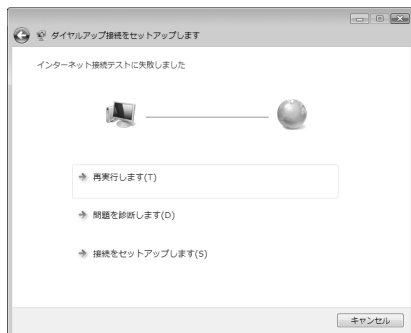 ダイヤルアップ接続をセットアップします
インターネット接続テストに失敗しました
再実行します(T)
問題を診断します(D)
接続をセットアップします(S)
キャンセル